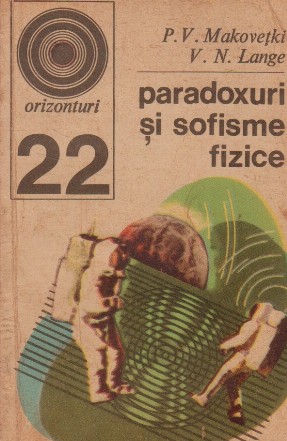 P. V. Makovețki
V. N. Lange
orizonturi
22
paradoxuri
și sofisme
fizice